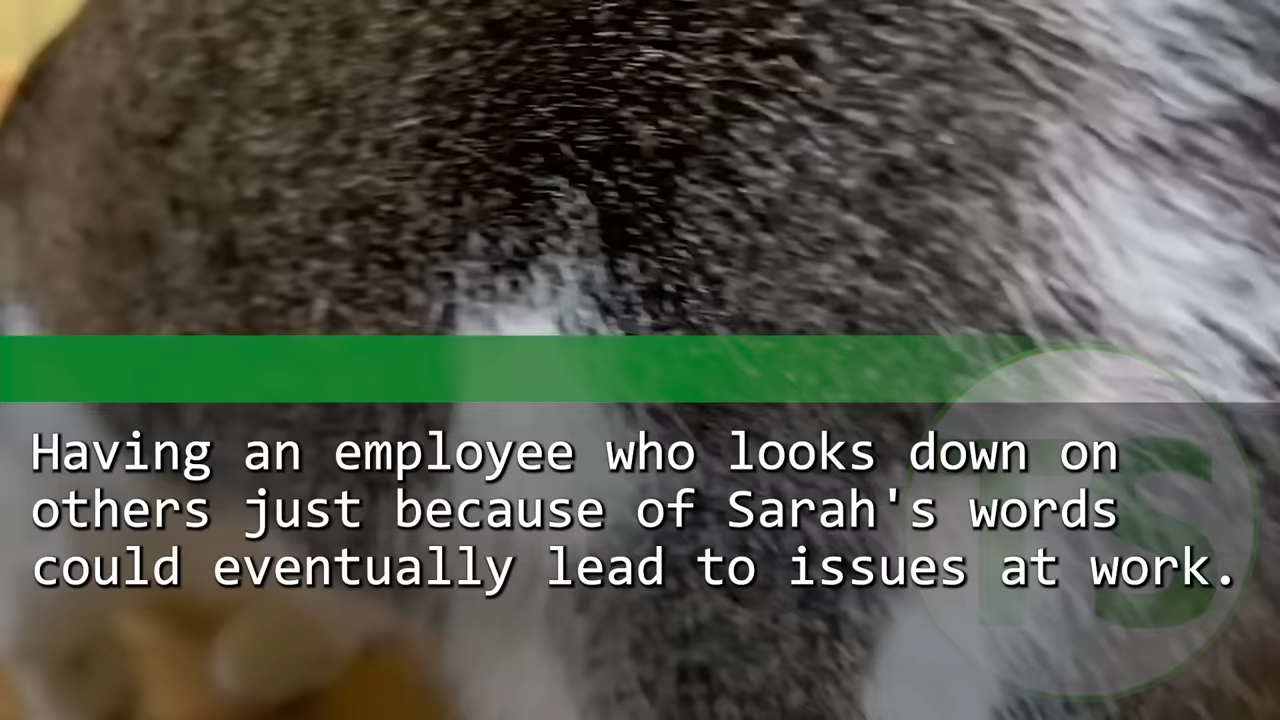 Having an employee who looks down on
others just because of Sarah's words
could eventually lead to issues at work.
TS